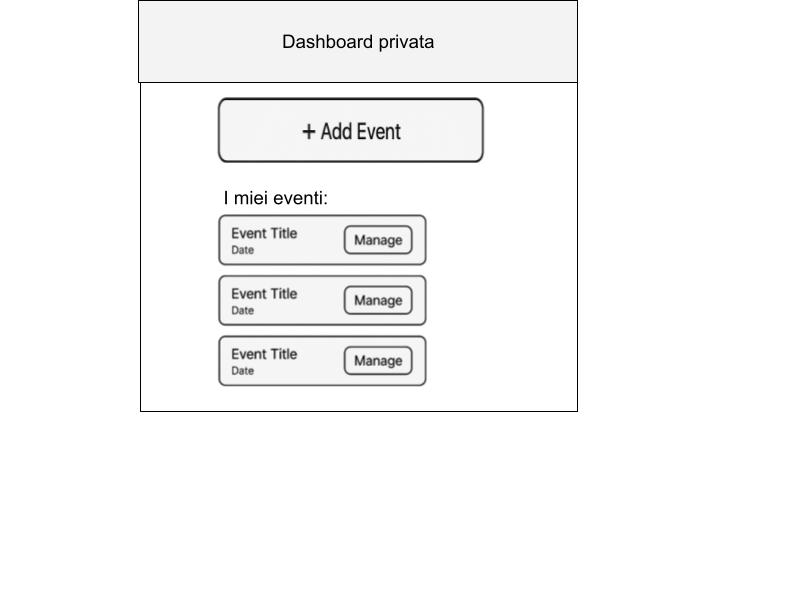 Dashboard privata
+ Add Event
I miei eventi:
Event Title
Date
Manage
Event Title
Date
Manage
Event Title
Date
Manage